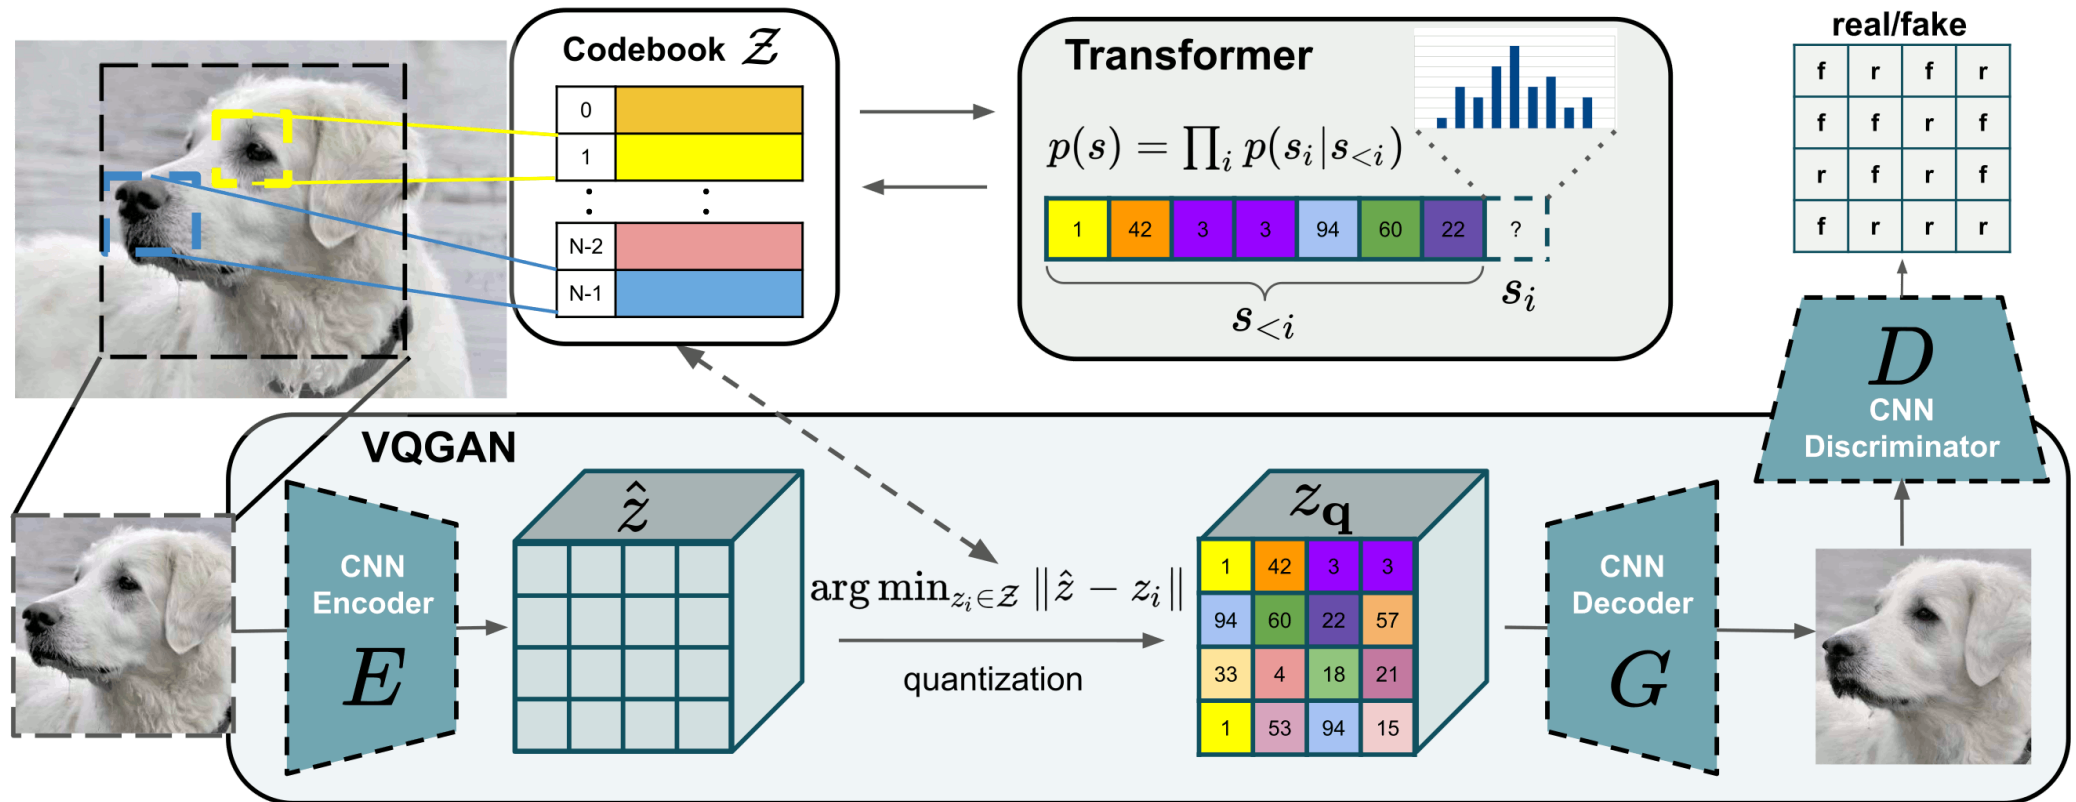 Codebook 𝒵
0
1
N-2
N-1
Transformer
p(s) = ∏ᵢ p(sᵢ|s<ᵢ)
1 42 3 3 94 60 22 ?
s<ᵢ
sᵢ
real/fake
f r f r
f f r f
r f r f
f r r r
D
CNN
Discriminator
VQGAN
CNN
Encoder
E
ẑ
arg min_{zᵢ∈𝒵} ‖ẑ − zᵢ‖
quantization
z_𝐪
1 42 3 3
94 60 22 57
33 4 18 21
1 53 94 15
CNN
Decoder
G